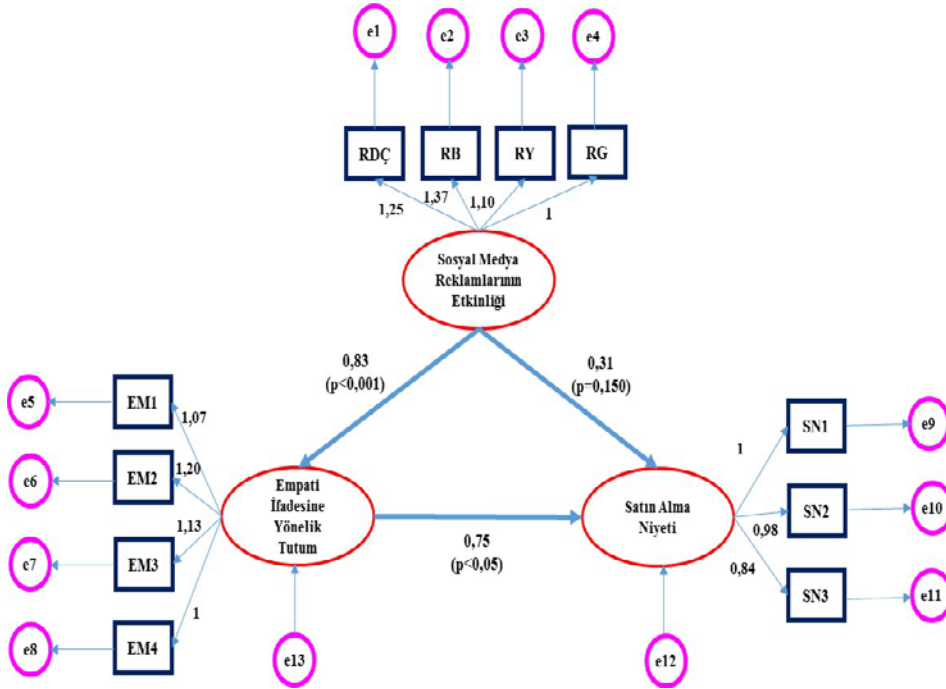 e1
e2
e3
e4
RDÇ
RB
RY
RG
1,25
1,37
1,10
1
Sosyal Medya
Reklamlarının
Etkinliği
0,83
(p<0,001)
0,31
(p=0,150)
e5
EM1
1,07
e6
EM2
1,20
e7
EM3
1,13
e8
EM4
1
Empati
İfadesine
Yönelik
Tutum
0,75
(p<0,05)
Satın Alma
Niyeti
1
SN1
e9
0,98
SN2
e10
0,84
SN3
e11
e13
e12